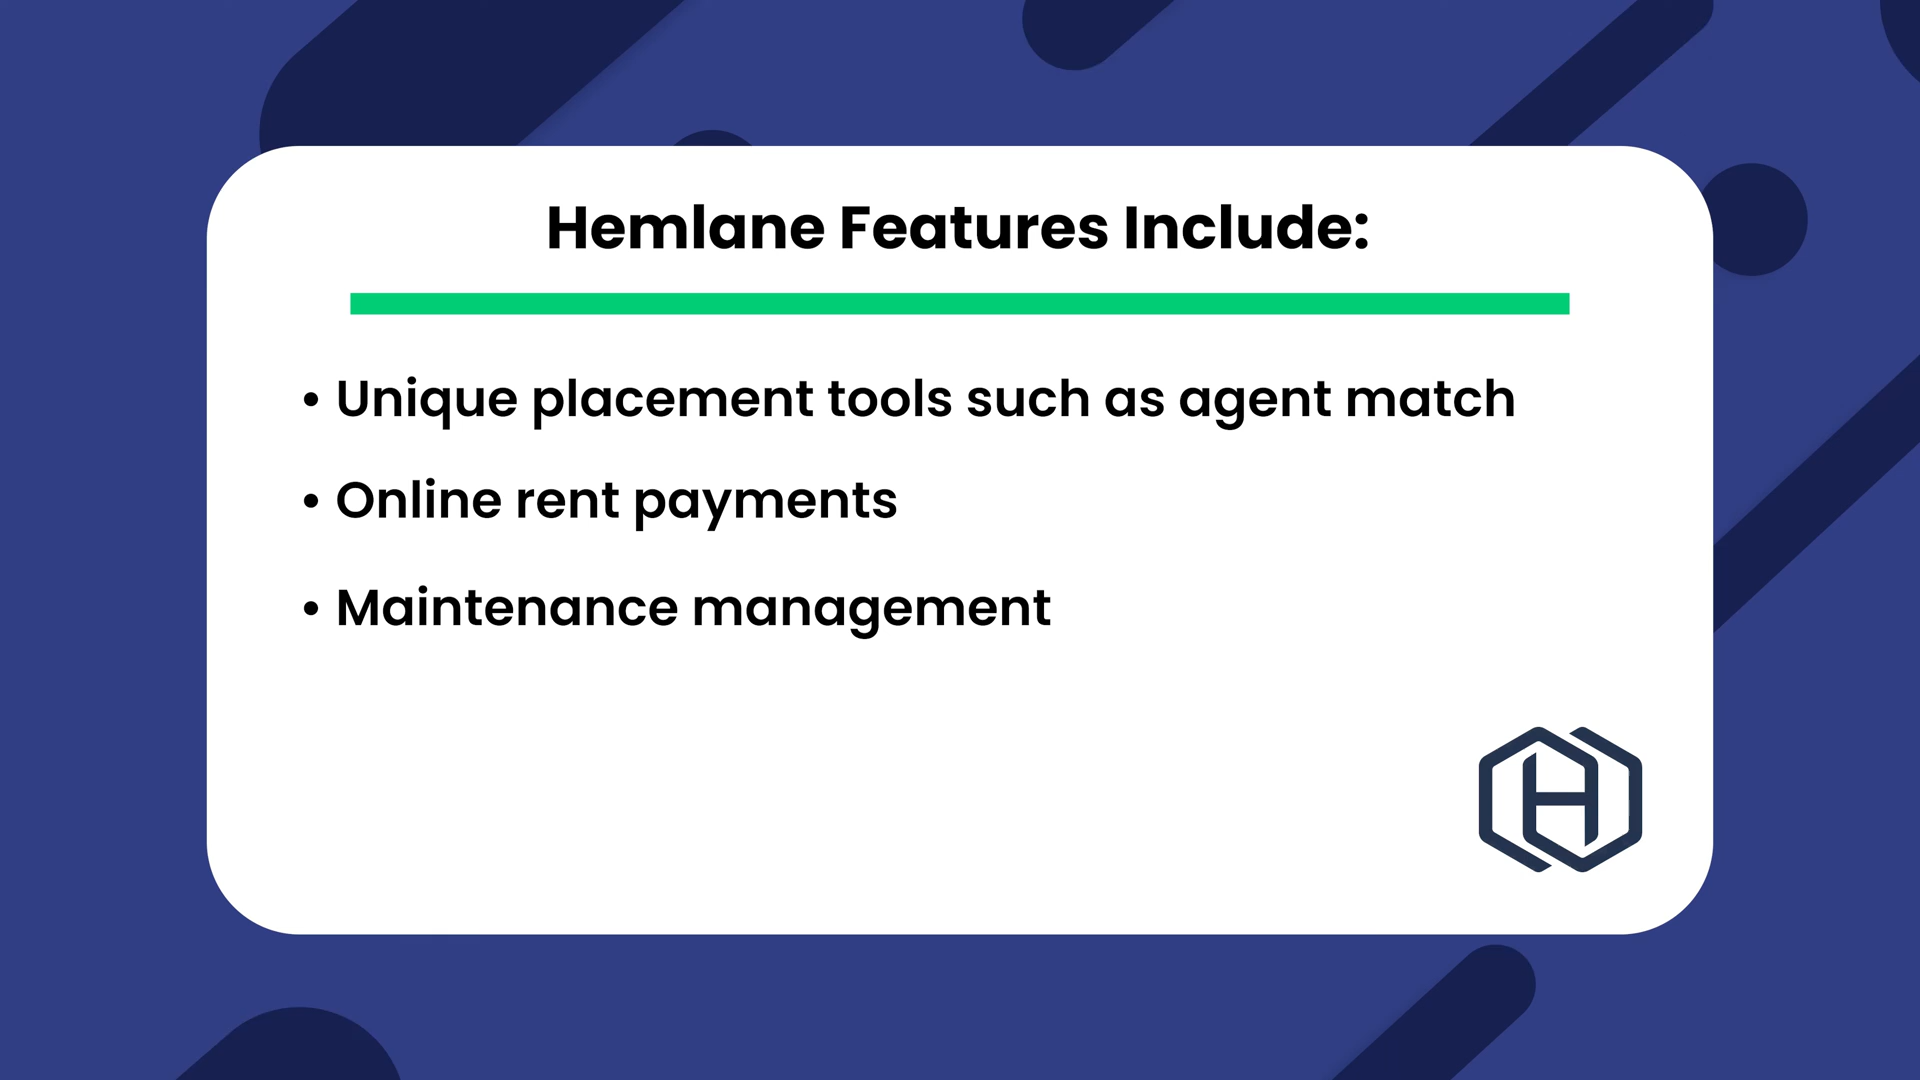 Hemlane Features Include:
• Unique placement tools such as agent match
• Online rent payments
• Maintenance management
H